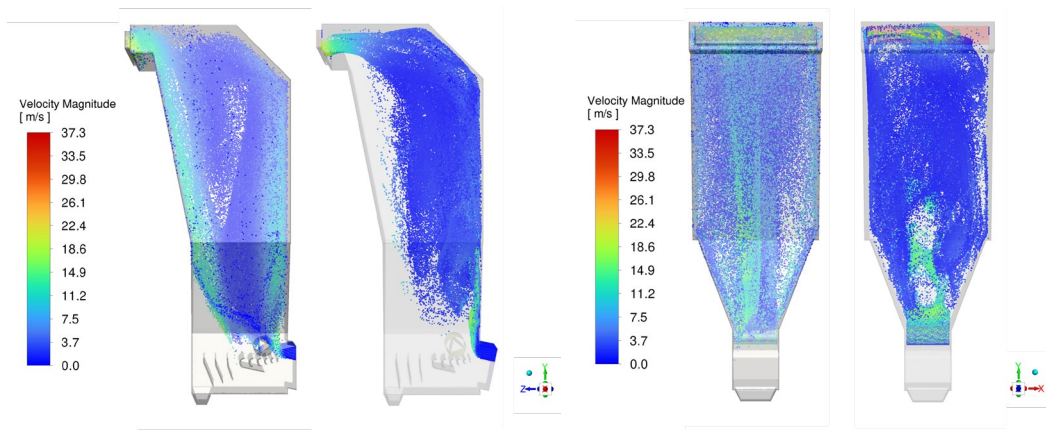 Velocity Magnitude
[ m/s ]
37.3
33.5
29.8
26.1
22.4
18.6
14.9
11.2
7.5
3.7
0.0
Z
Y
Velocity Magnitude
[ m/s ]
37.3
33.5
29.8
26.1
22.4
18.6
14.9
11.2
7.5
3.7
0.0
Y
X